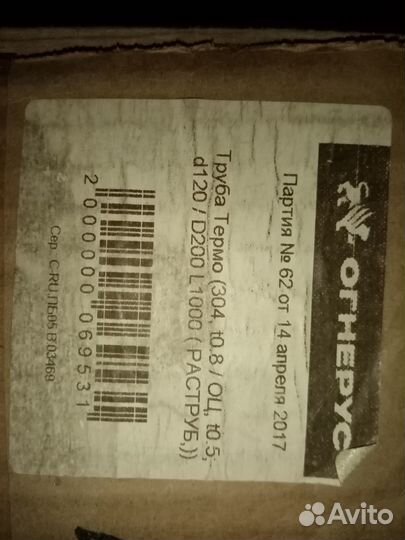 ОГНЕРУС
Партия № 62 от 14 апреля 2017
Труба Термо (304, t0.8 / ОЦ, t0.5,
d120 / D200 L1000 ( РАСТРУБ,))
2 000000 069531
Сер. C-RU.ПБ05.В.03468
Avito